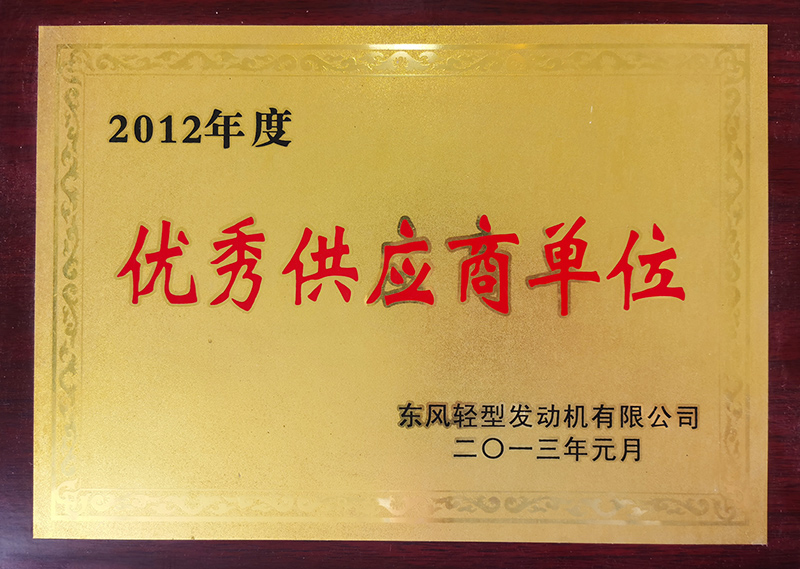 2012年度
优秀供应商单位
东风轻型发动机有限公司
二〇一三年元月